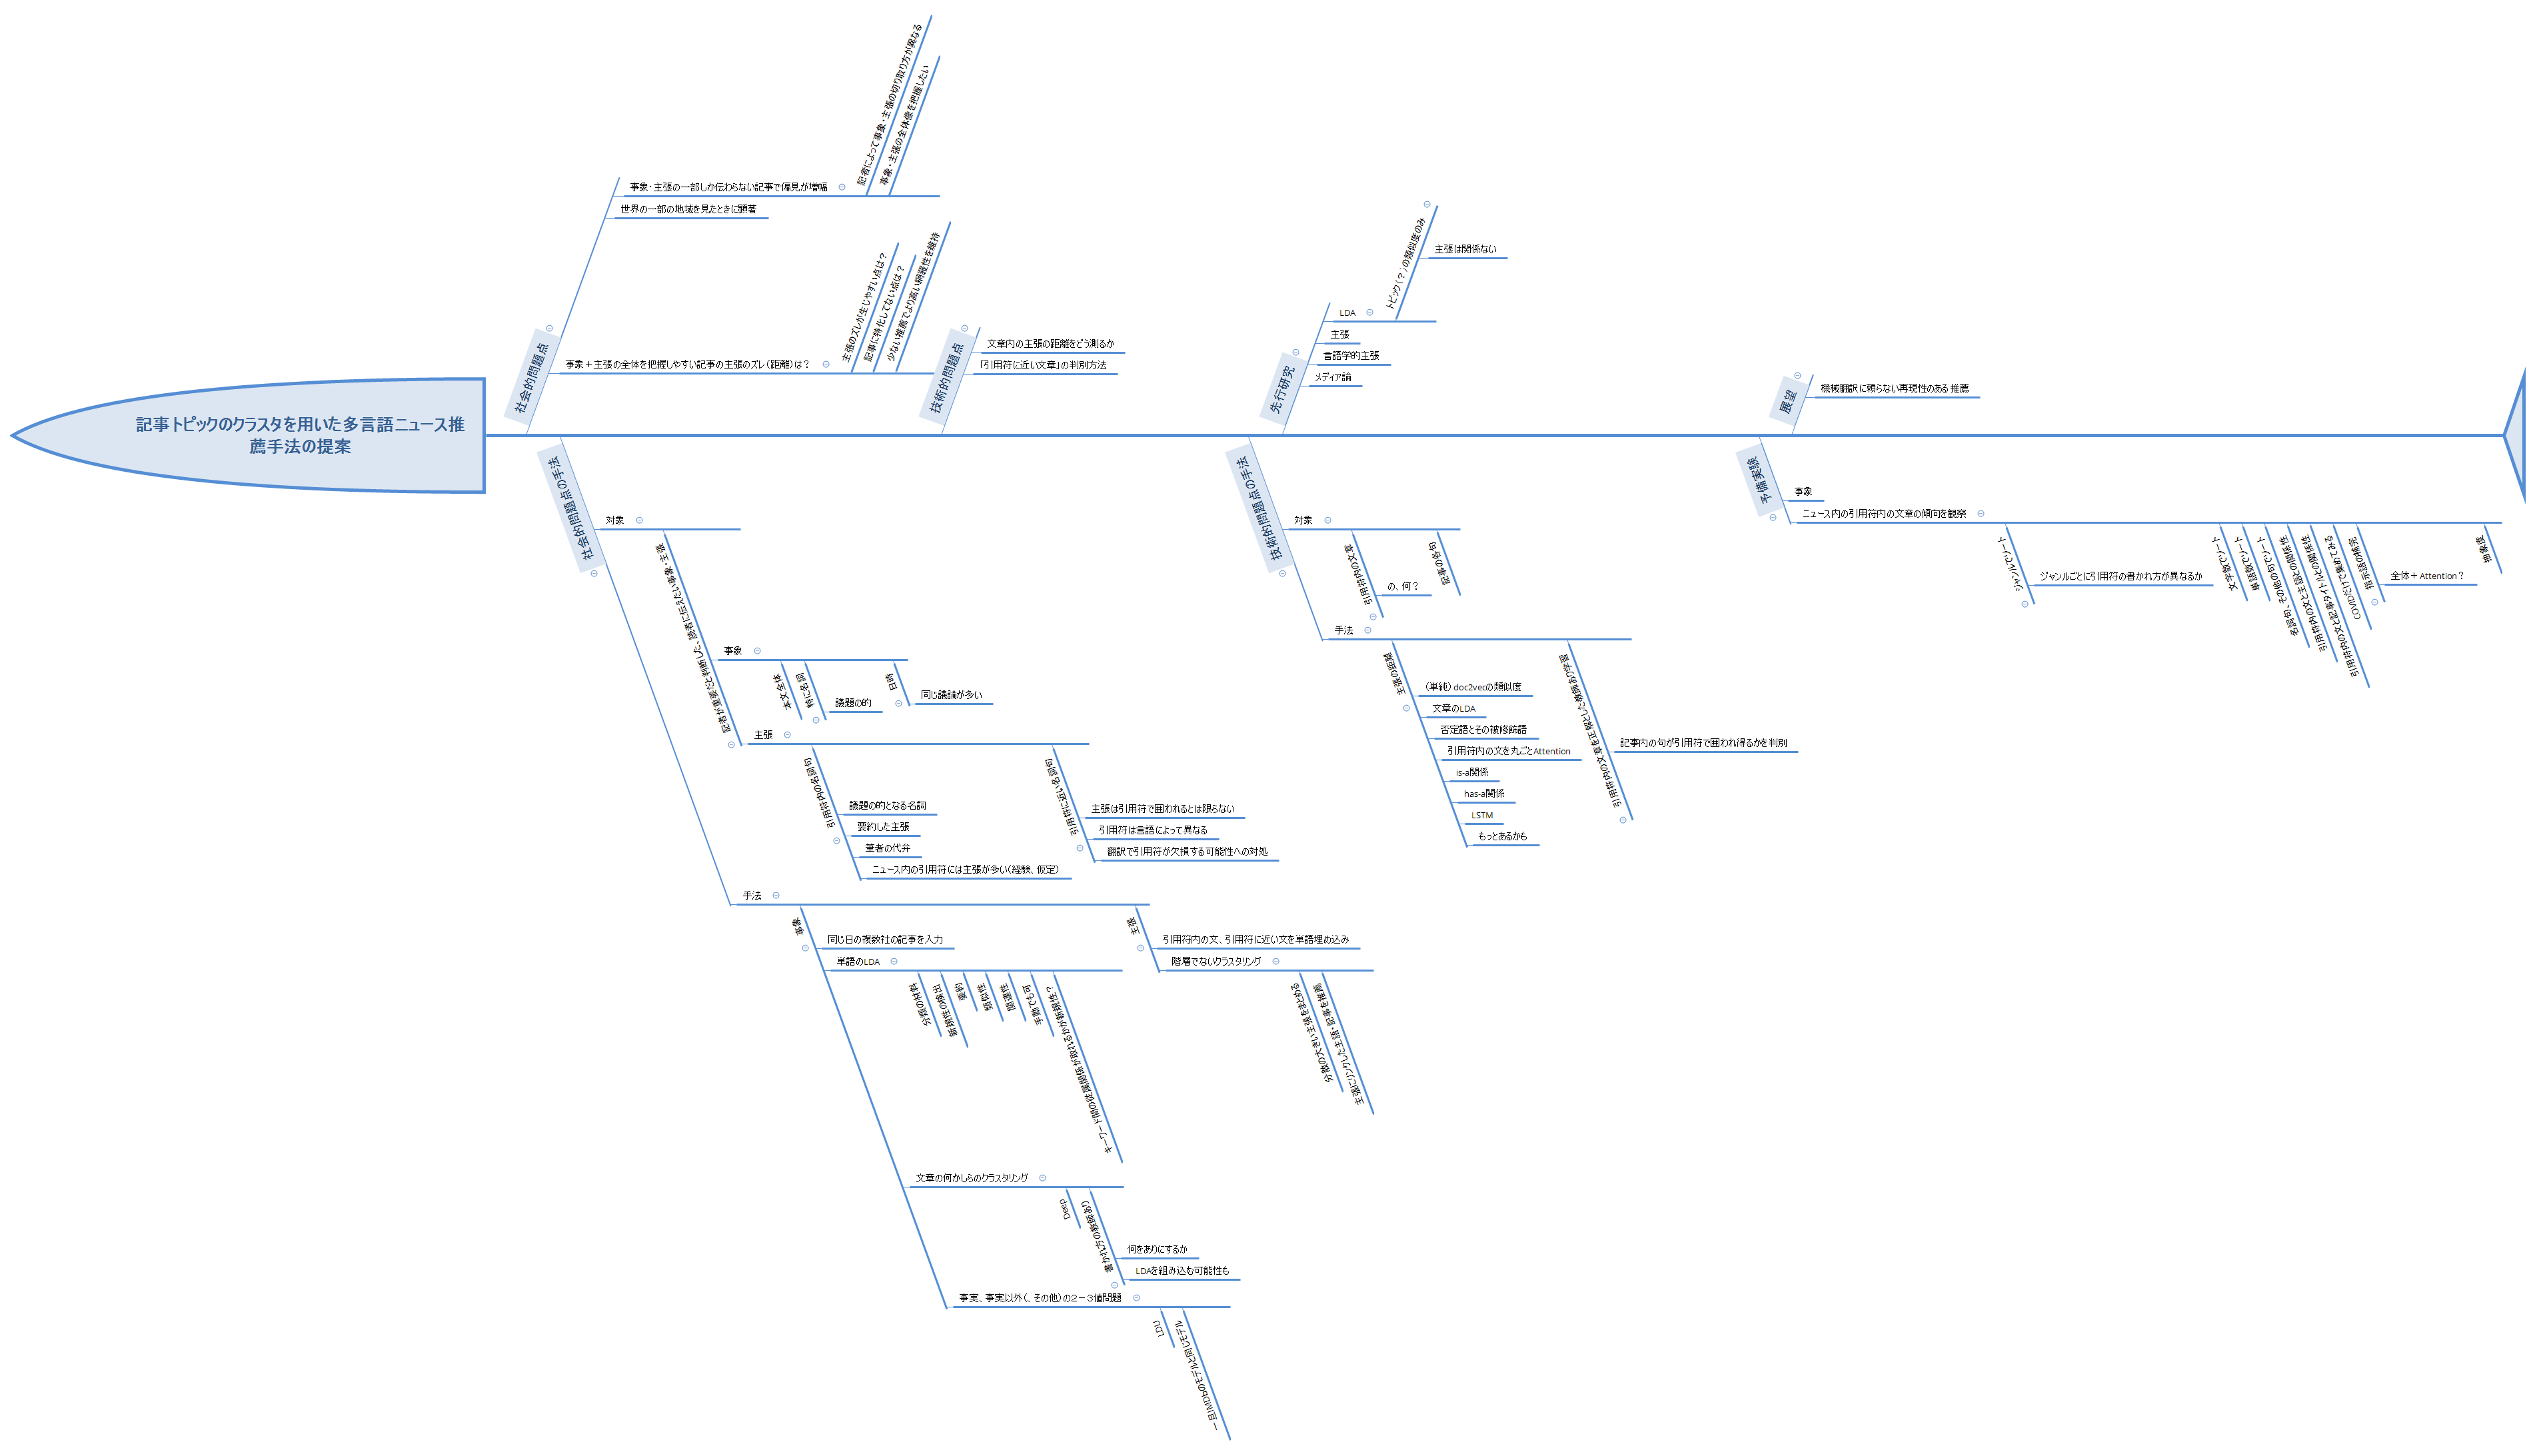 記事トピックのクラスタを用いた多言語ニュース推
薦手法の提案
社会的問題点
事象・主張の一部しか伝わらない記事で偏見が増幅
記者によって事象・主張の切り取り方が異なる
事象・主張の全体像を把握したい
世界の一部の地域を見たときに顕著
事象＋主張の全体を把握しやすい記事の主張のズレ（距離）は？
主張のズレが生じやすい点は？
記事に特化してない点は？
少ない推薦でより高い網羅性を維持
技術的問題点
文章内の主張の距離をどう測るか
「引用符に近い文章」の判別方法
先行研究
LDA
トピック（？；の類似度のみ
主張は関係ない
主張
言語学的主張
メディア論
展望
機械翻訳に頼らない再現性のある推薦
社会的問題点の手法
対象
記者が重要だと判断した、読者に伝えたい事象・主張
事象
本文全体
特に名詞
議題の的
日時
同じ議論が多い
主張
引用符内の名詞句
議題の的となる名詞
要約した主張
筆者の代弁
ニュース内の引用符には主張が多い（経験、仮定）
引用符に近い名詞句
主張は引用符で囲われるとは限らない
引用符は言語によって異なる
翻訳で引用符が欠損する可能性への対処
手法
事象
同じ日の複数社の記事を入力
単語のLDA
分類の材料
新規性の検出
要約
類似性
関連性
手動でも可
キーワード間の従属関係が取れるかが新規性？
文章の何かしらのクラスタリング
Deep
書かれ方の教師あり
何をありにするか
LDAを組み込む可能性も
事実、事実以外（、その他）の２－３値問題
LDU
一旦IMDbのモデルと同じモデル
主張
引用符内の文、引用符に近い文を単語埋め込み
階層でないクラスタリング
分散の大きい主張をまとめる
主張にリンクした主語・記事を推薦
技術的問題点の手法
対象
引用符内の文章
の、何？
記事の各句
手法
主張の距離
（単純）doc2vecの類似度
文章のLDA
否定語とその被修飾語
引用符内の文を丸ごとAttention
is-a関係
has-a関係
LSTM
もっとあるかも
引用符内の文章を正解とした教師あり学習
記事内の句が引用符で囲われ得るかを判別
予備実験
事象
ニュース内の引用符内の文章の傾向を観察
ジャンルでソート
ジャンルごとに引用符の書かれ方が異なるか
文字数でソート
単語数でソート
名詞句、その他の句でソート
引用符内の文と主語との関係性
引用符内の文と記事タイトルとの関係性
COVIDだけで集めてみる
指示語の補完
全体＋Attention？
抽象度